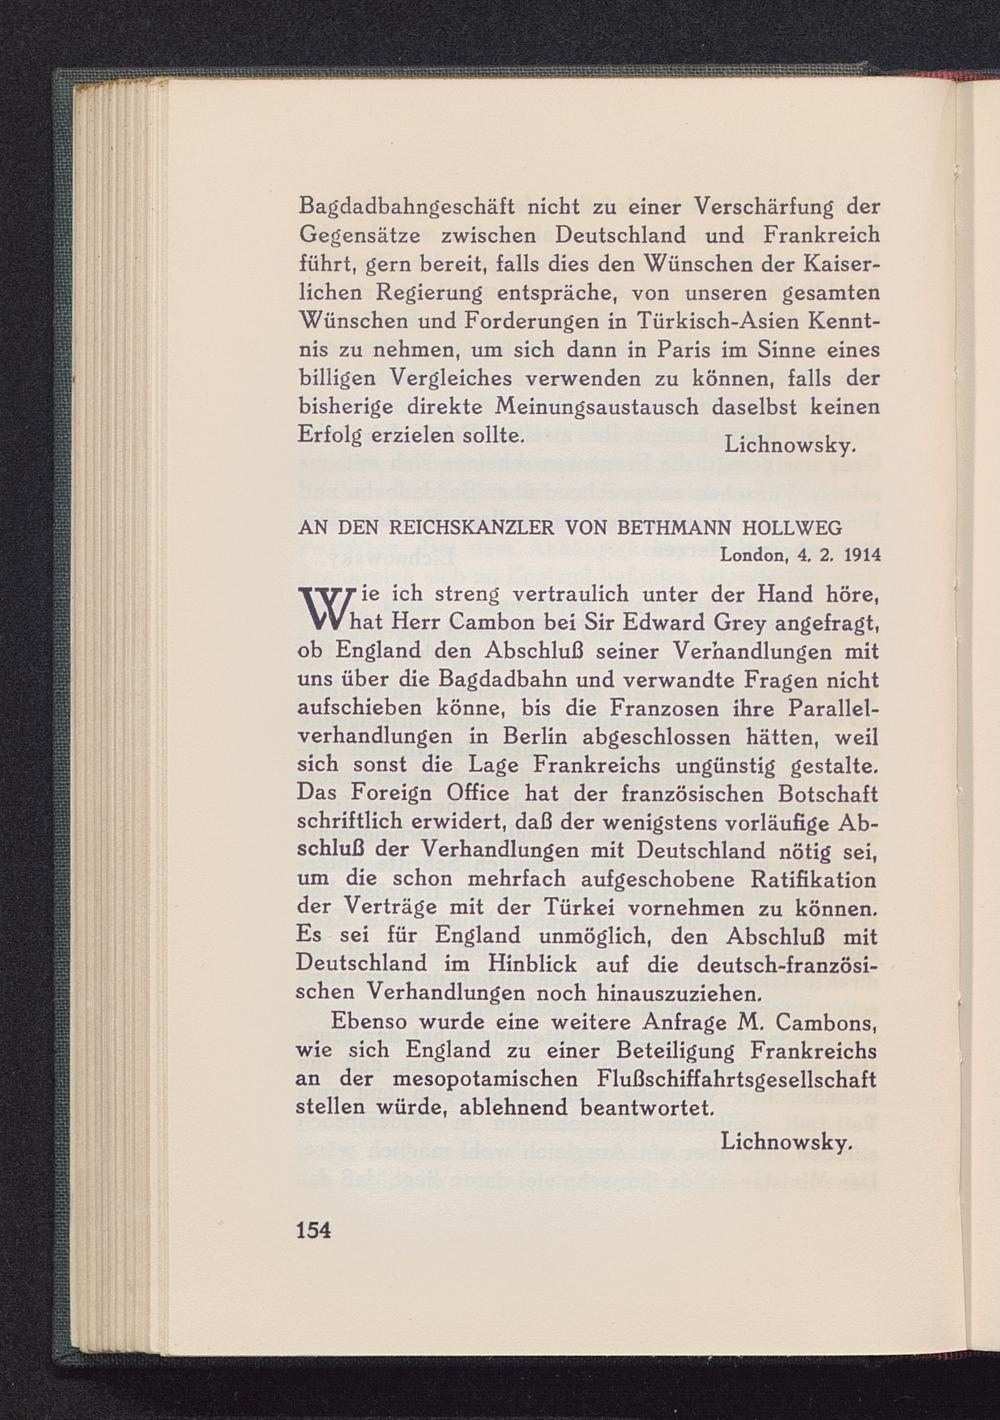 Bagdadbahngeschäft nicht zu einer Verschärfung der
Gegensätze zwischen Deutschland und Frankreich
führt, gern bereit, falls dies den Wünschen der Kaiser-
lichen Regierung entspräche, von unseren gesamten
Wünschen und Forderungen in Türkisch-Asien Kennt-
nis zu nehmen, um sich dann in Paris im Sinne eines
billigen Vergleiches verwenden zu können, falls der
bisherige direkte Meinungsaustausch daselbst keinen
Erfolg erzielen sollte.
Lichnowsky.
AN DEN REICHSKANZLER VON BETHMANN HOLLWEG
London, 4. 2. 1914
Wie ich streng vertraulich unter der Hand höre,
hat Herr Cambon bei Sir Edward Grey angefragt,
ob England den Abschluß seiner Verhandlungen mit
uns über die Bagdadbahn und verwandte Fragen nicht
aufschieben könne, bis die Franzosen ihre Parallel-
verhandlungen in Berlin abgeschlossen hätten, weil
sich sonst die Lage Frankreichs ungünstig gestalte.
Das Foreign Office hat der französischen Botschaft
schriftlich erwidert, daß der wenigstens vorläufige Ab-
schluß der Verhandlungen mit Deutschland nötig sei,
um die schon mehrfach aufgeschobene Ratifikation
der Verträge mit der Türkei vornehmen zu können.
Es sei für England unmöglich, den Abschluß mit
Deutschland im Hinblick auf die deutsch-französi-
schen Verhandlungen noch hinauszuziehen.
Ebenso wurde eine weitere Anfrage M. Cambons,
wie sich England zu einer Beteiligung Frankreichs
an der mesopotamischen Flußschiffahrtsgesellschaft
stellen würde, ablehnend beantwortet.
Lichnowsky.
154